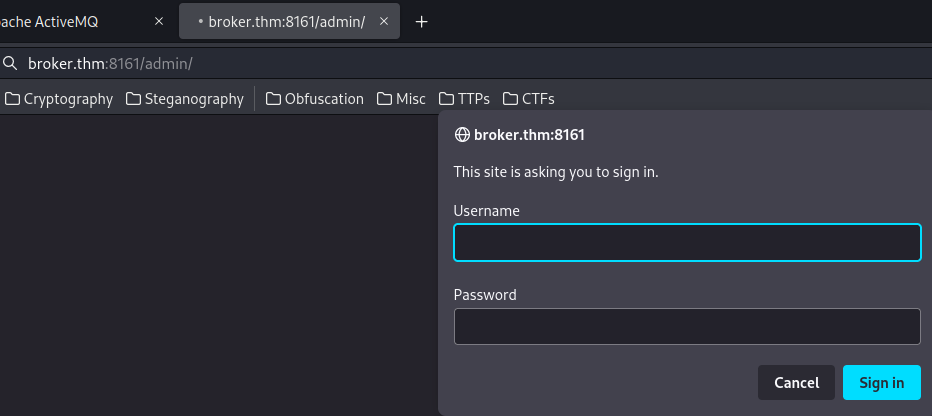 ache ActiveMQ
broker.thm:8161/admin/
broker.thm:8161/admin/
Cryptography Steganography Obfuscation Misc TTPs CTFs
broker.thm:8161
This site is asking you to sign in.
Username
Password
Cancel Sign in